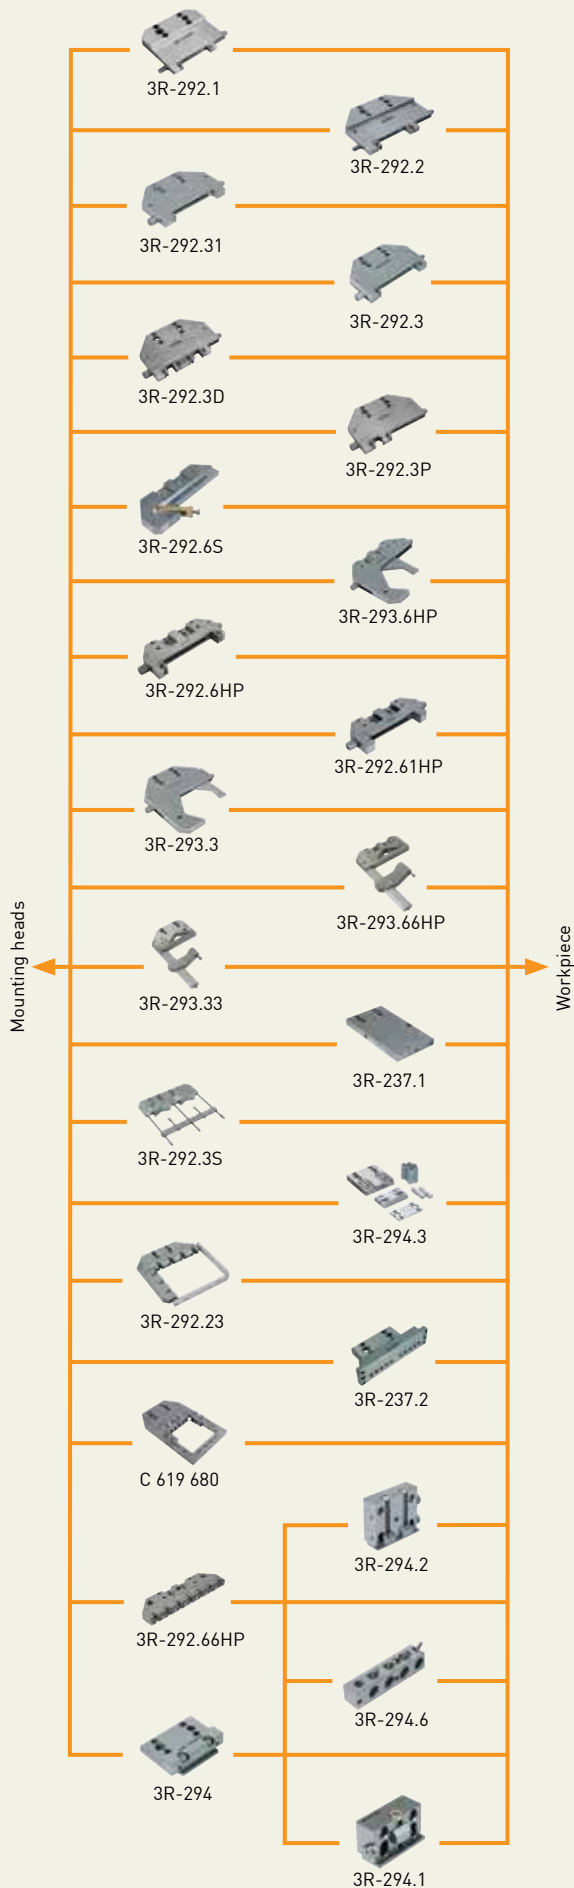 3R-292.1
3R-292.2
3R-292.31
3R-292.3
3R-292.3D
3R-292.3P
3R-292.6S
3R-293.6HP
3R-292.6HP
3R-292.61HP
3R-293.3
3R-293.66HP
Mounting heads
Workpiece
3R-293.33
3R-237.1
3R-292.3S
3R-294.3
3R-292.23
3R-237.2
C 619 680
3R-294.2
3R-292.66HP
3R-294.6
3R-294
3R-294.1